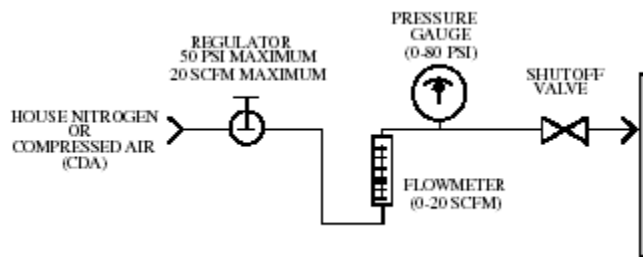 PRESSURE
GAUGE
(0-80 PSI)
REGULATOR
50 PSI MAXIMUM
20 SCFM MAXIMUM
SHUTOFF
VALVE
HOUSE NITROGEN
OR
COMPRESSED AIR
(CDA)
FLOWMETER
(0-20 SCFM)